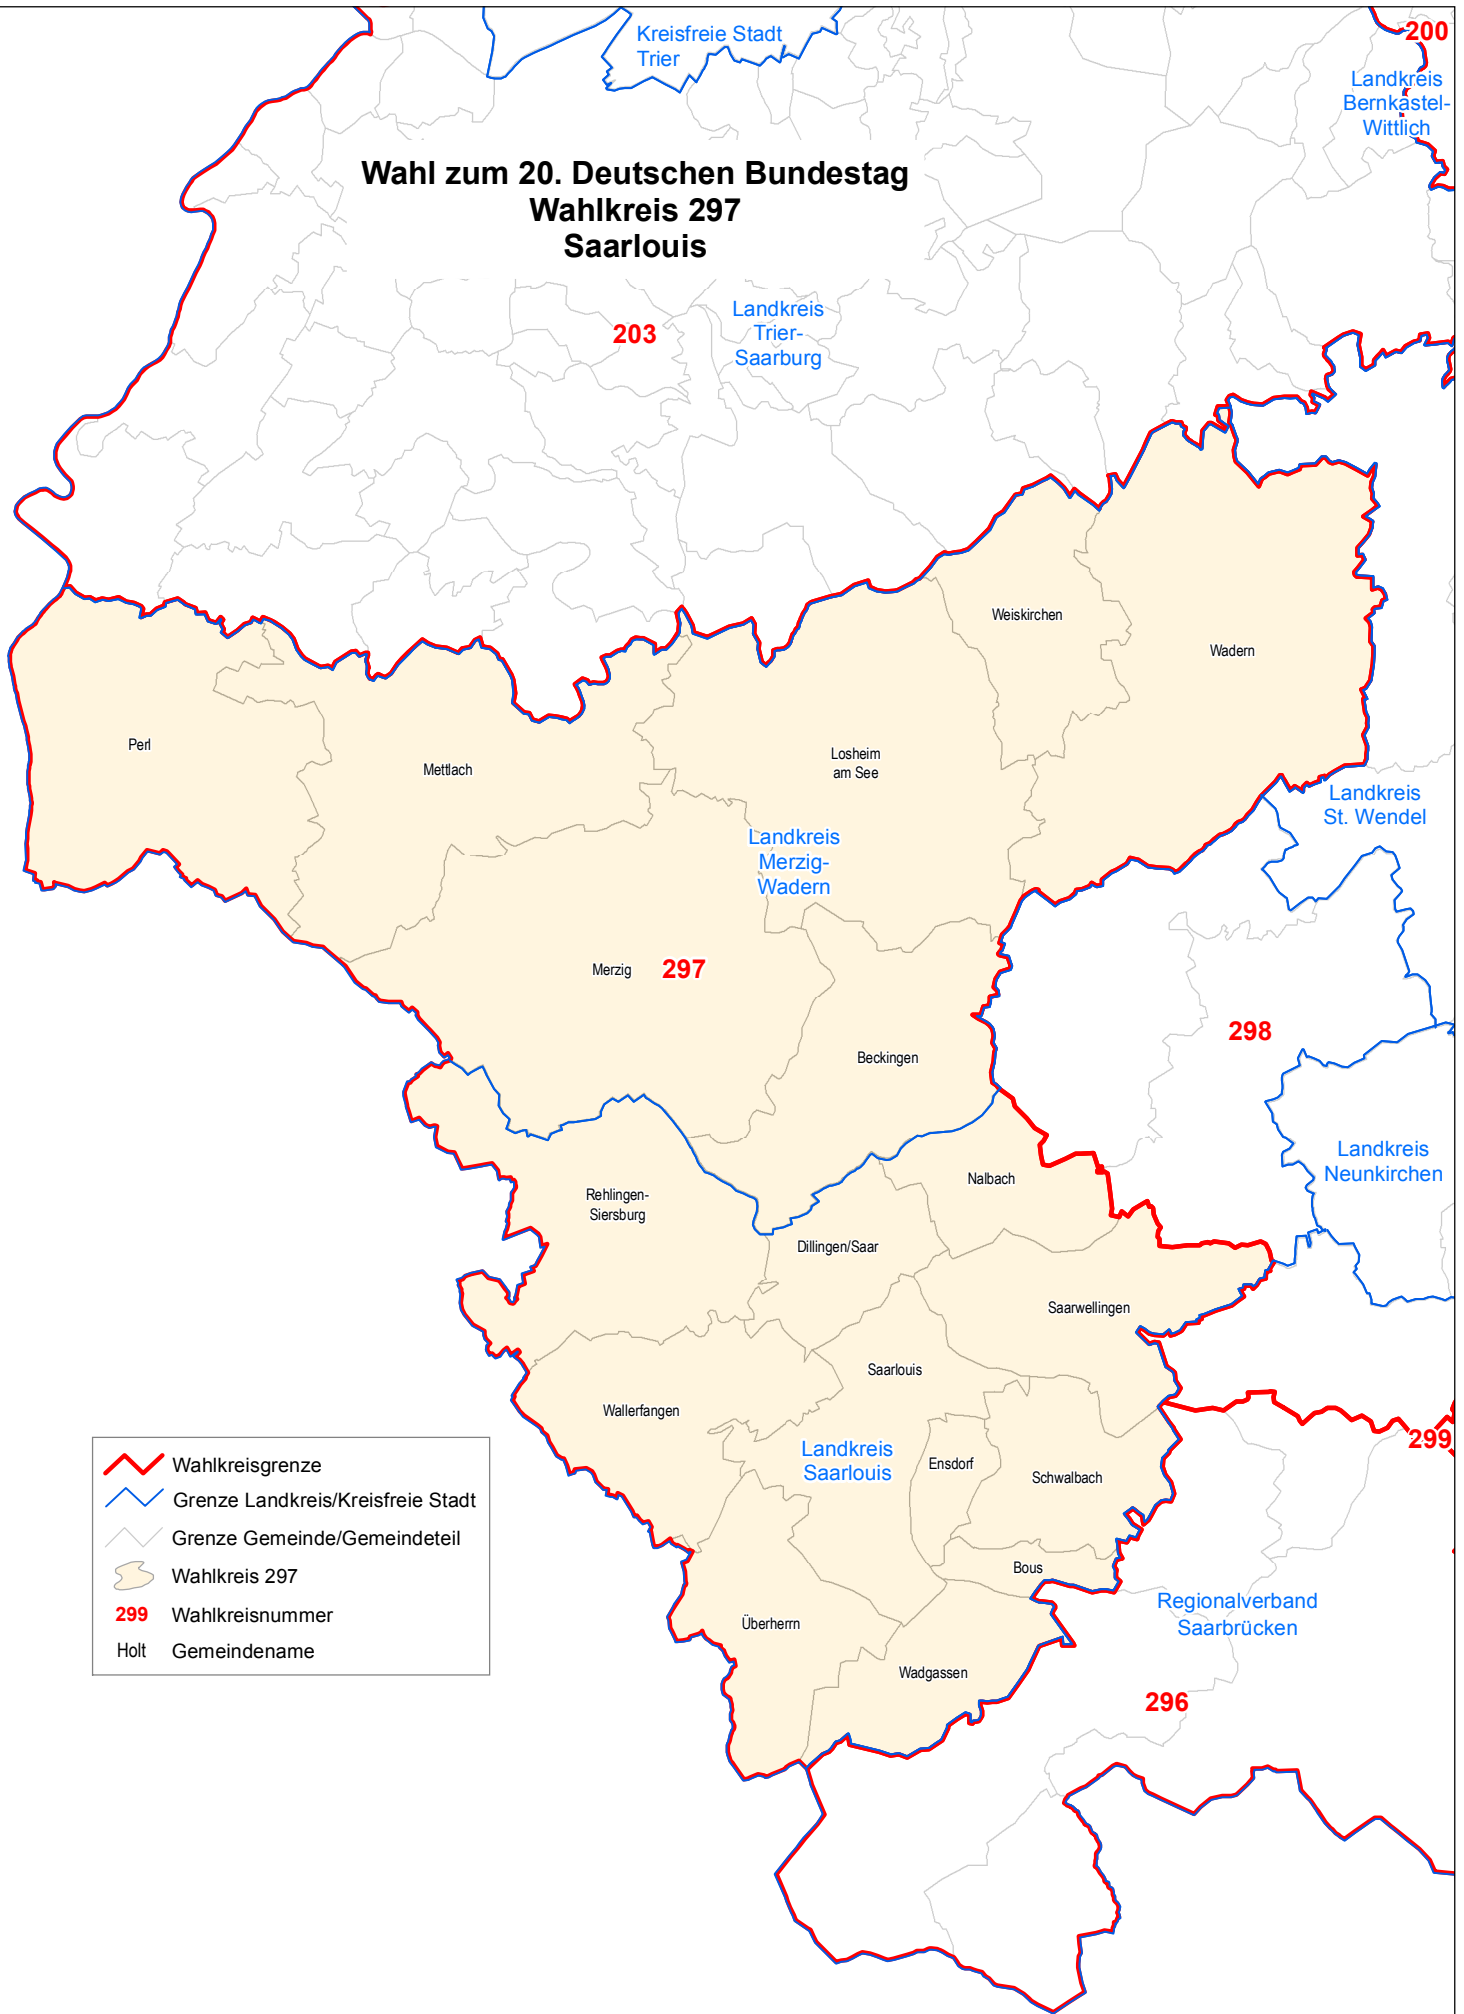 Kreisfreie Stadt
Trier
200
Landkreis
Bernkastel-
Wittlich
Wahl zum 20. Deutschen Bundestag
Wahlkreis 297
Saarlouis
203
Landkreis
Trier-
Saarburg
Weiskirchen
Wadern
Perl
Mettlach
Losheim
am See
Landkreis
St. Wendel
Landkreis
Merzig-
Wadern
Merzig
297
298
Beckingen
Landkreis
Neunkirchen
Nalbach
Rehlingen-
Siersburg
Dillingen/Saar
Saarwellingen
Saarlouis
Wallerfangen
Landkreis
Saarlouis
Ensdorf
Schwalbach
299
Bous
Regionalverband
Saarbrücken
Überherrn
Wadgassen
296
Wahlkreisgrenze
Grenze Landkreis/Kreisfreie Stadt
Grenze Gemeinde/Gemeindeteil
Wahlkreis 297
299 Wahlkreisnummer
Holt Gemeindename